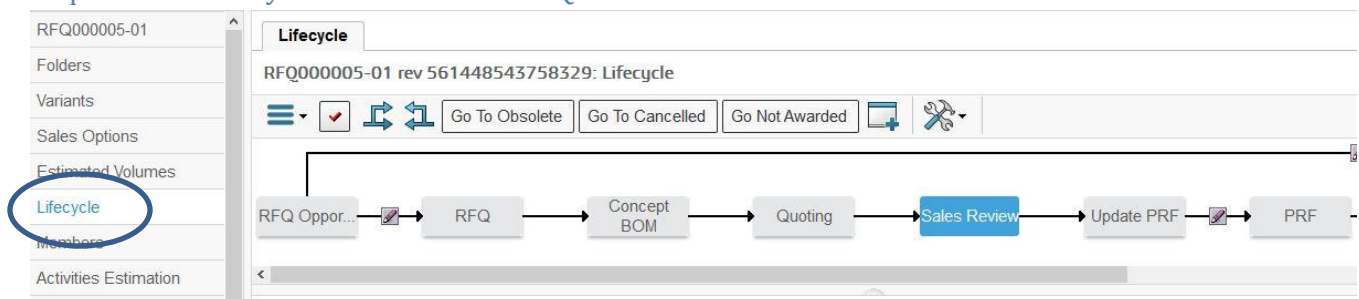 RFQ000005-01
Folders
Variants
Sales Options
Estimated Volumes
Lifecycle
Members
Activities Estimation
Lifecycle
RFQ000005-01 rev 561448543758329: Lifecycle
Go To Obsolete
Go To Cancelled
Go Not Awarded
RFQ Oppor...
RFQ
Concept
BOM
Quoting
Sales Review
Update PRF
PRF